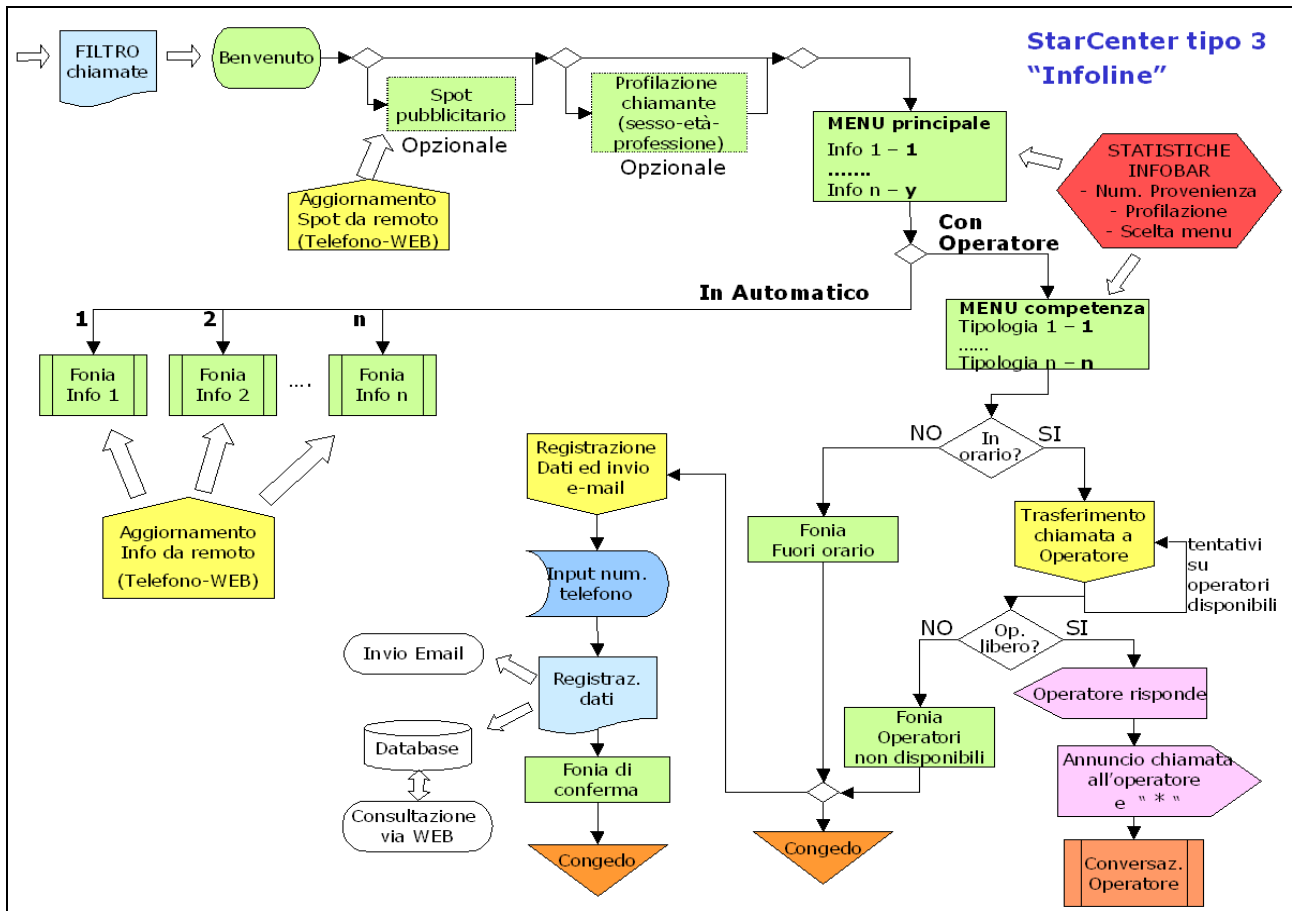 StarCenter tipo 3
“Infoline”
FILTRO
chiamate
Benvenuto
Spot
pubblicitario
Opzionale
Profilazione
chiamante
(sesso-età-
professione)
Opzionale
MENU principale
Info 1 – 1
.......
Info n – y
STATISTICHE
INFOBAR
- Num. Provenienza
- Profilazione
- Scelta menu
Aggiornamento
Spot da remoto
(Telefono-WEB)
Con
Operatore
In Automatico
MENU competenza
Tipologia 1 – 1
......
Tipologia n – n
1
2
n
Fonia
Info 1
Fonia
Info 2
....
Fonia
Info n
Aggiornamento
Info da remoto
(Telefono-WEB)
NO
In
orario?
SI
Registrazione
Dati ed invio
e-mail
Fonia
Fuori orario
Trasferimento
chiamata a
Operatore
tentativi
su
operatori
disponibili
Input num.
telefono
NO
Op.
libero?
SI
Invio Email
Registraz.
dati
Operatore risponde
Database
Fonia
Operatori
non disponibili
Fonia di
conferma
Annuncio chiamata
all'operatore
e " * "
Consultazione
via WEB
Congedo
Congedo
Conversaz.
Operatore